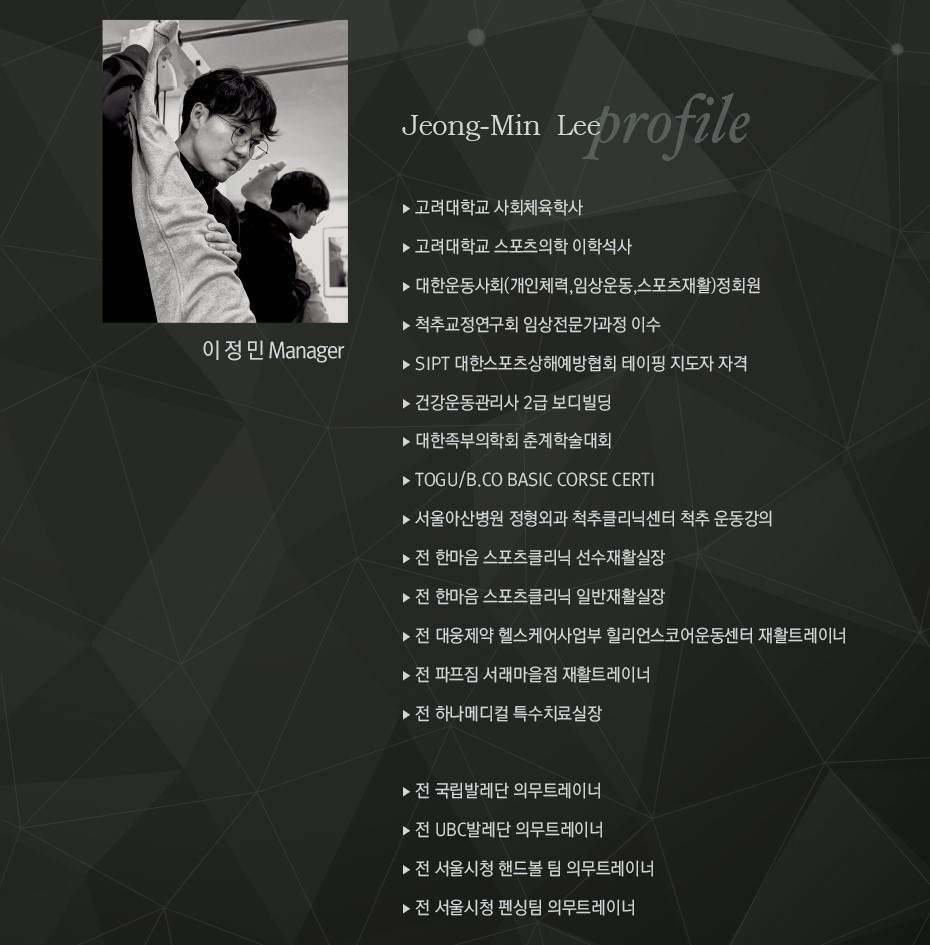 Jeong-Min Lee profile
이 정 민 Manager
▶ 고려대학교 사회체육학사
▶ 고려대학교 스포츠의학 이학석사
▶ 대한운동사회(개인체력,임상운동,스포츠재활)정회원
▶ 척추교정연구회 임상전문가과정 이수
▶ SIPT 대한스포츠상해예방협회 테이핑 지도자 자격
▶ 건강운동관리사 2급 보디빌딩
▶ 대한족부의학회 춘계학술대회
▶ TOGU/B.CO BASIC CORSE CERTI
▶ 서울아산병원 정형외과 척추클리닉센터 척추 운동강의
▶ 전 한마음 스포츠클리닉 선수재활실장
▶ 전 한마음 스포츠클리닉 일반재활실장
▶ 전 대웅제약 헬스케어사업부 힐리언스코어운동센터 재활트레이너
▶ 전 파프짐 서래마을점 재활트레이너
▶ 전 하나메디컬 특수치료실장
▶ 전 국립발레단 의무트레이너
▶ 전 UBC발레단 의무트레이너
▶ 전 서울시청 핸드볼 팀 의무트레이너
▶ 전 서울시청 펜싱팀 의무트레이너